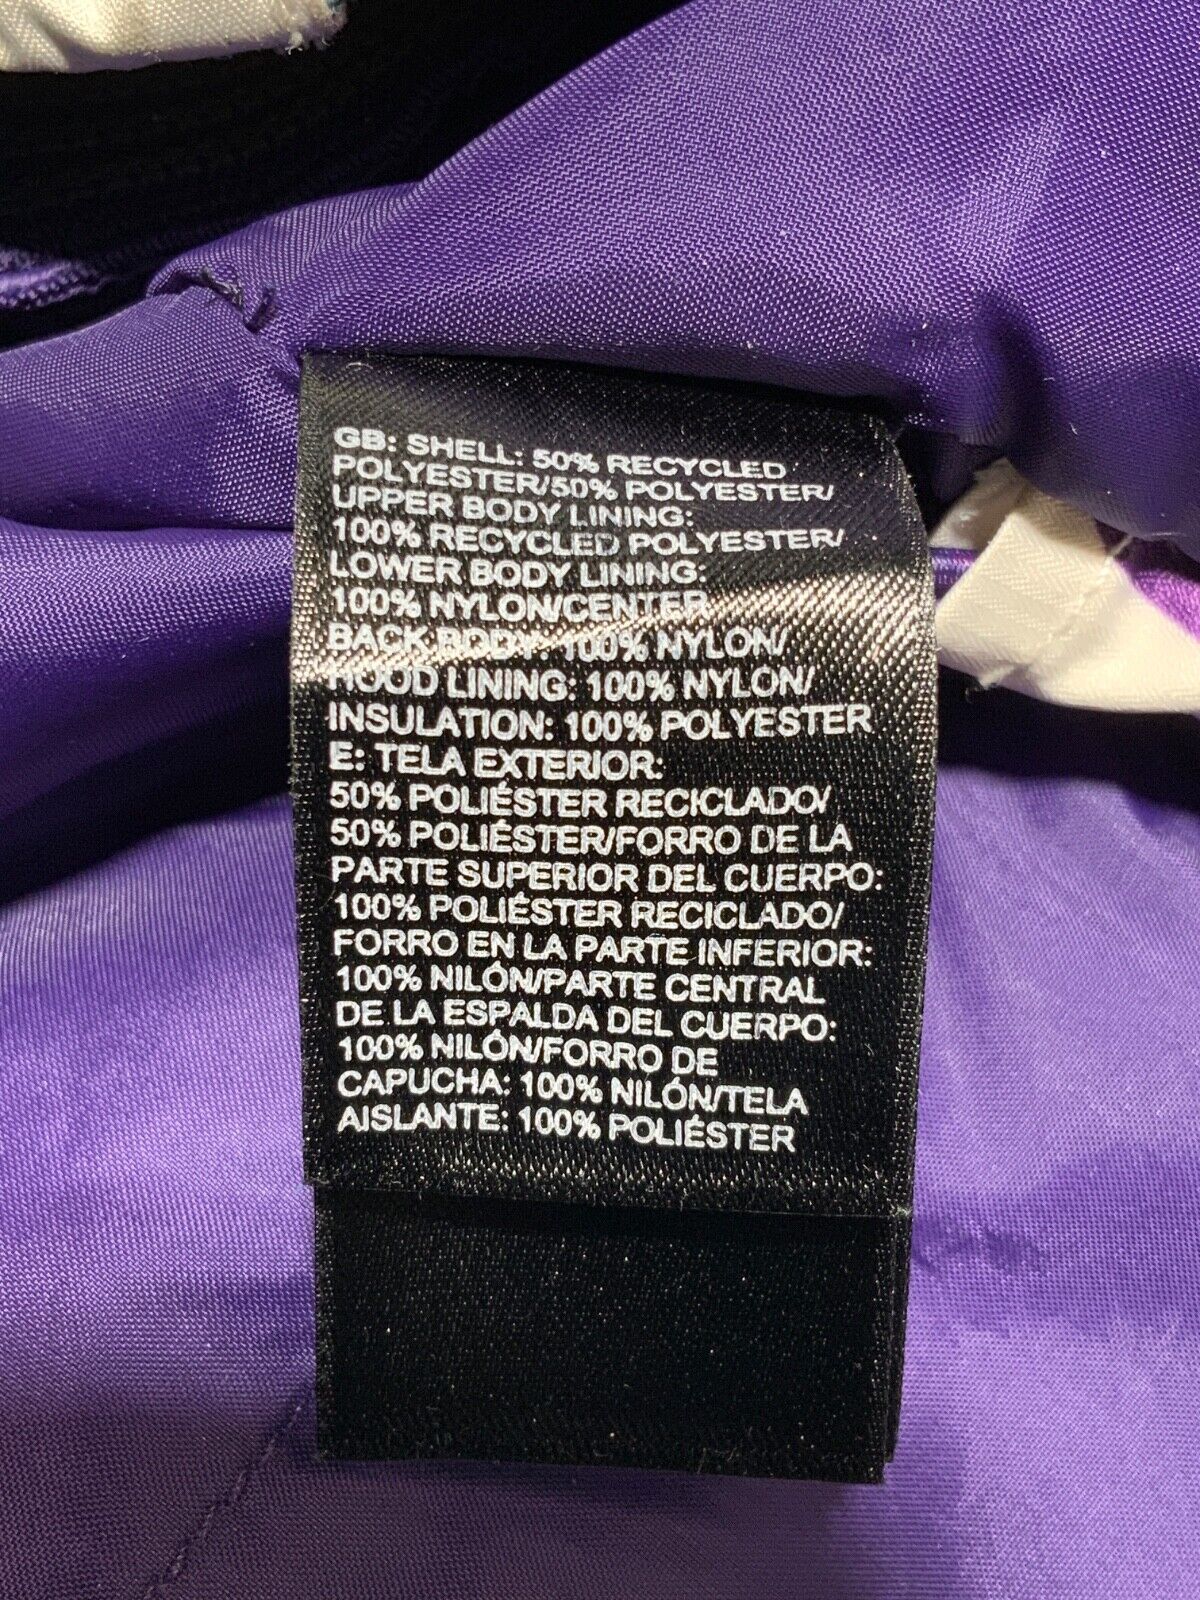 GB: SHELL: 50% RECYCLED
POLYESTER/50% POLYESTER/
UPPER BODY LINING:
100% RECYCLED POLYESTER/
LOWER BODY LINING:
100% NYLON/CENTER
BACK BODY: 100% NYLON/
HOOD LINING: 100% NYLON/
INSULATION: 100% POLYESTER
E: TELA EXTERIOR:
50% POLIÉSTER RECICLADO/
50% POLIÉSTER/FORRO DE LA
PARTE SUPERIOR DEL CUERPO:
100% POLIÉSTER RECICLADO/
FORRO EN LA PARTE INFERIOR:
100% NILÓN/PARTE CENTRAL
DE LA ESPALDA DEL CUERPO:
100% NILÓN/FORRO DE
CAPUCHA: 100% NILÓN/TELA
AISLANTE: 100% POLIÉSTER